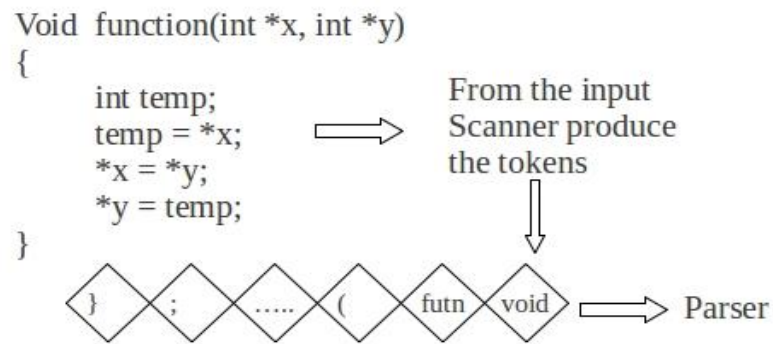 Void function(int *x, int *y)
{
int temp;
temp = *x;
*x = *y;
*y = temp;
}
From the input
Scanner produce
the tokens
} ; ..... ( futn void
Parser